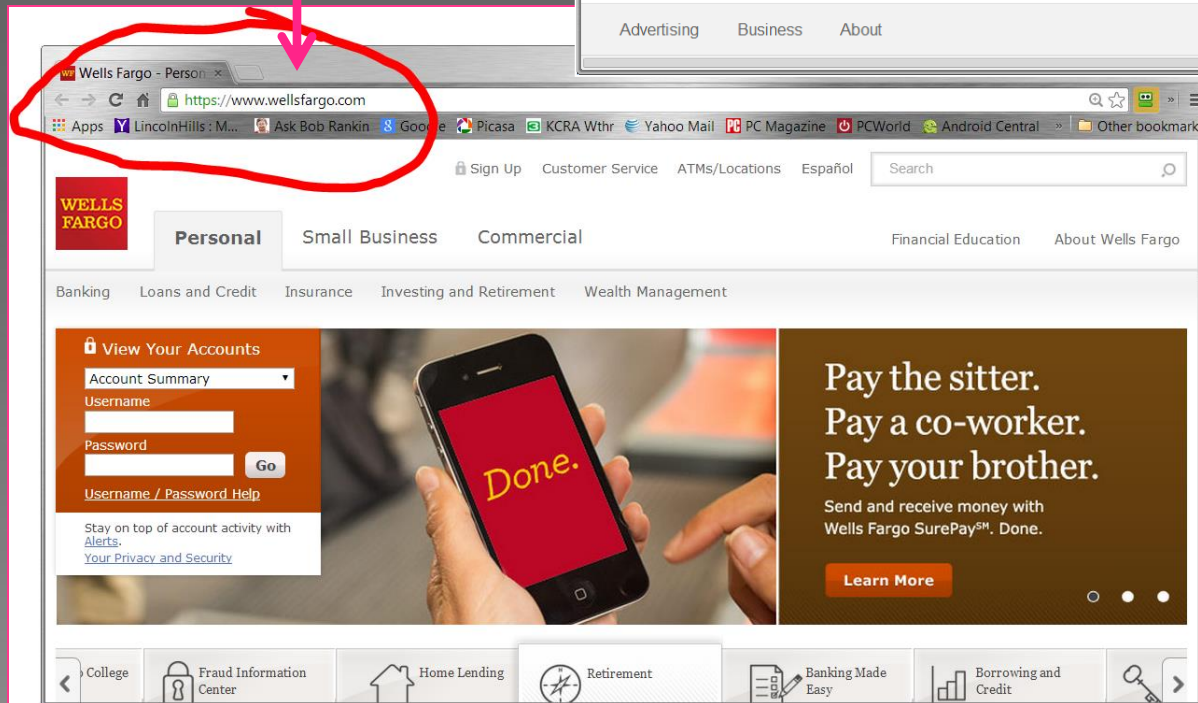 Advertising Business About
Wells Fargo - Person
https://www.wellsfargo.com
Apps LincolnHills : M... Ask Bob Rankin Google Picasa KCRA Wthr Yahoo Mail PC Magazine PCWorld Android Central » Other bookmark
Sign Up Customer Service ATMs/Locations Español Search
WELLS
FARGO
Personal Small Business Commercial Financial Education About Wells Fargo
Banking Loans and Credit Insurance Investing and Retirement Wealth Management
View Your Accounts
Account Summary
Username
Password
Go
Username / Password Help
Stay on top of account activity with
Alerts.
Your Privacy and Security
Done.
Pay the sitter.
Pay a co-worker.
Pay your brother.
Send and receive money with
Wells Fargo SurePay℠. Done.
Learn More
College Fraud Information Center
Home Lending
Retirement
Banking Made Easy
Borrowing and Credit